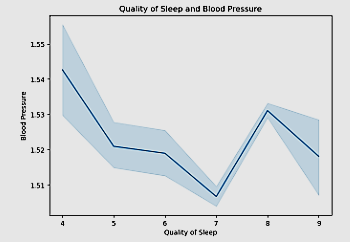 Quality of Sleep and Blood Pressure
1.55
1.54
1.53
1.52
1.51
Blood Pressure
4 5 6 7 8 9
Quality of Sleep